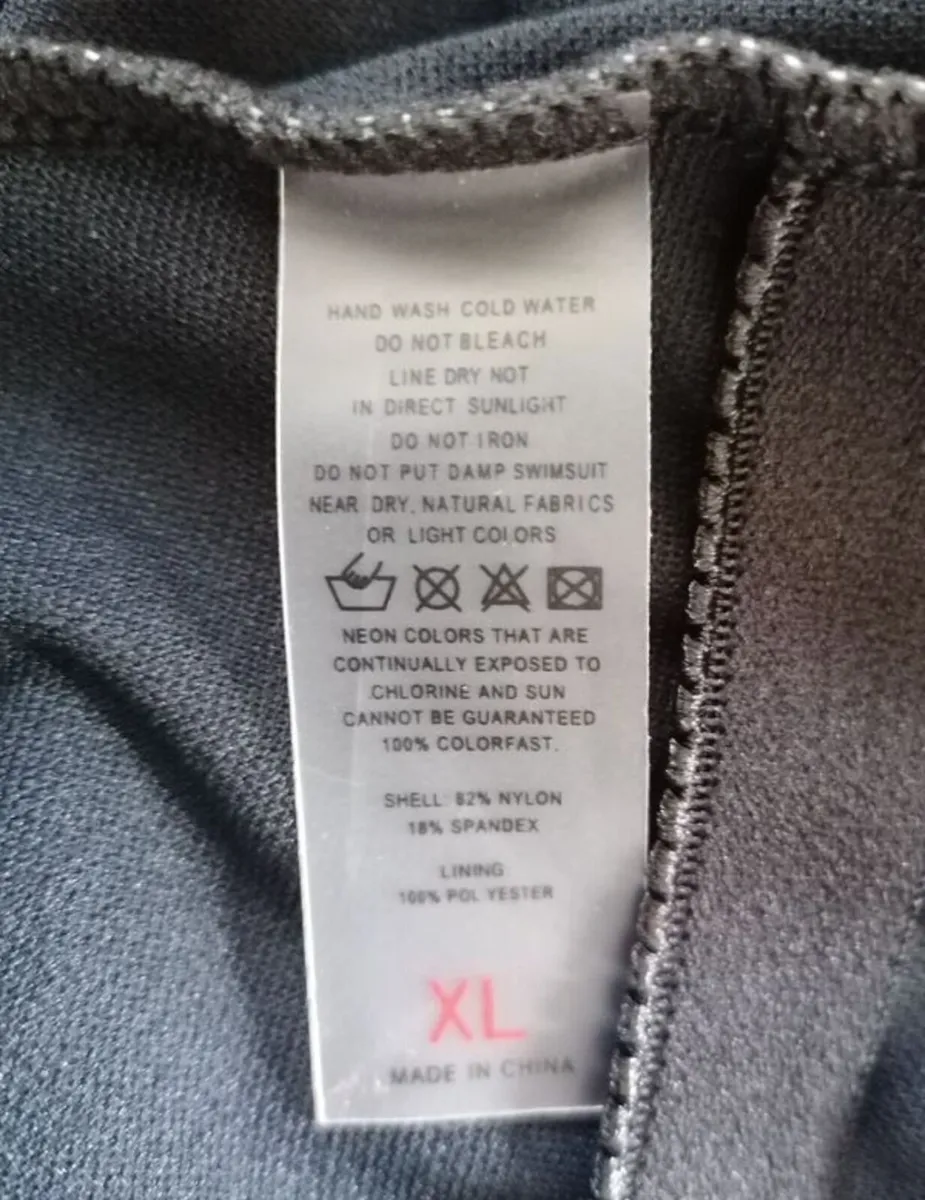 HAND WASH COLD WATER
DO NOT BLEACH
LINE DRY NOT
IN DIRECT SUNLIGHT
DO NOT IRON
DO NOT PUT DAMP SWIMSUIT
NEAR DRY, NATURAL FABRICS
OR LIGHT COLORS
NEON COLORS THAT ARE
CONTINUALLY EXPOSED TO
CHLORINE AND SUN
CANNOT BE GUARANTEED
100% COLORFAST.
SHELL: 82% NYLON
18% SPANDEX
LINING:
100% POLYESTER
XL
MADE IN CHINA